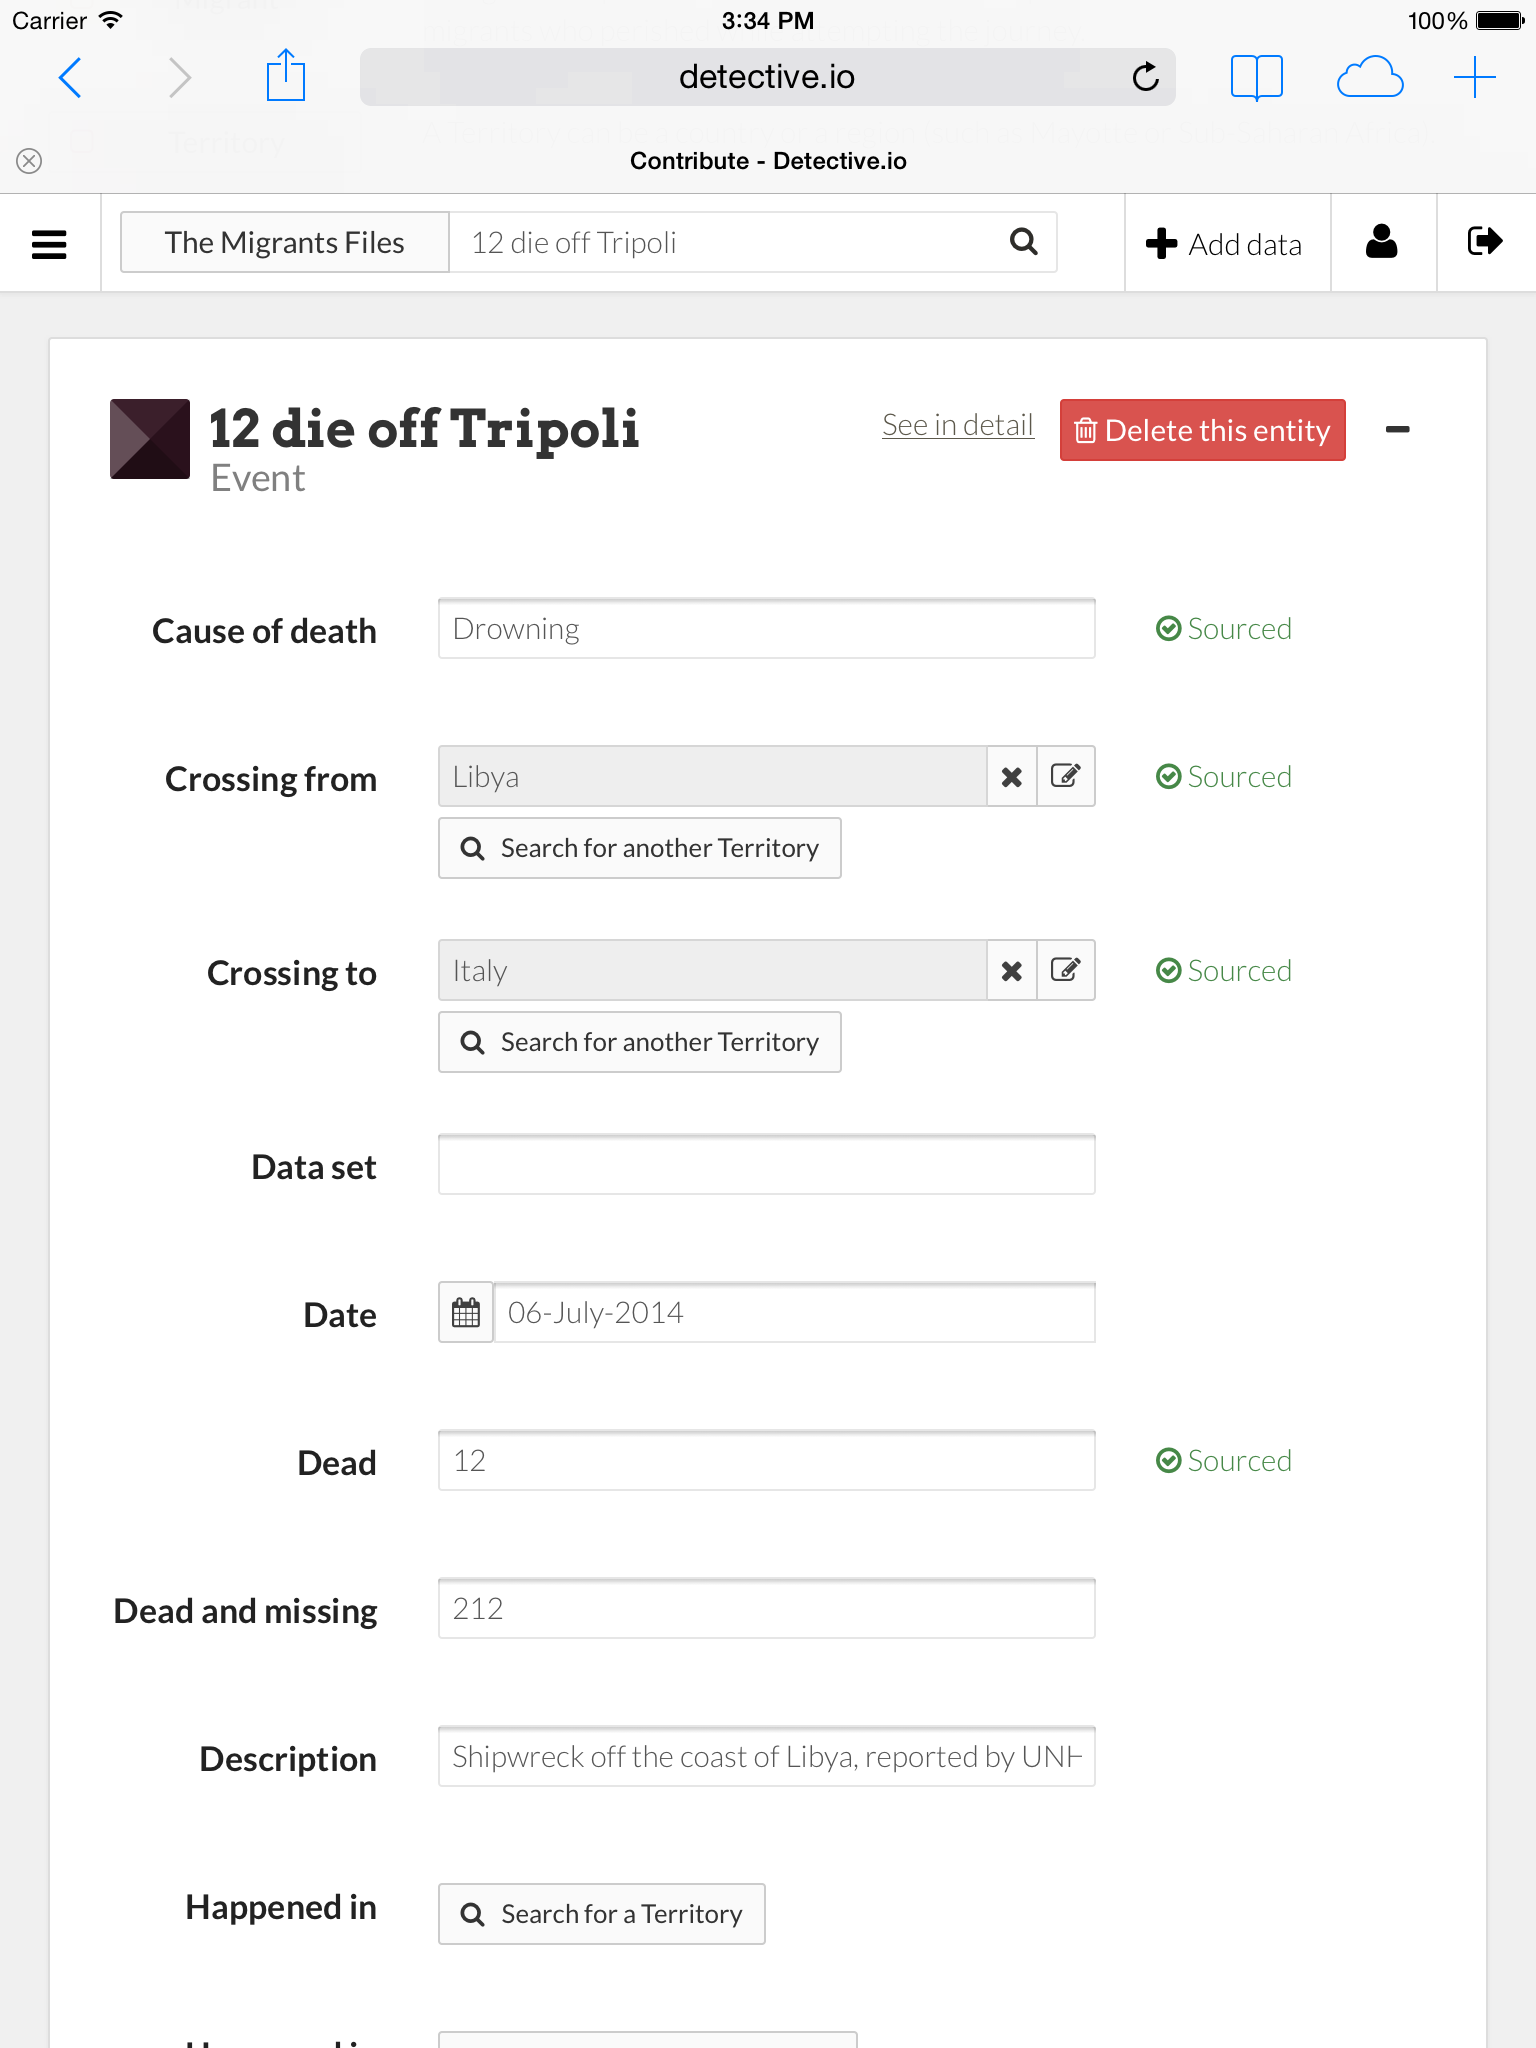 Carrier 3:34 PM 100%
detective.io
Contribute - Detective.io
The Migrants Files 12 die off Tripoli Add data
12 die off Tripoli
Event
See in detail Delete this entity
Cause of death Drowning Sourced
Crossing from Libya Sourced
Search for another Territory
Crossing to Italy Sourced
Search for another Territory
Data set
Date 06-July-2014
Dead 12 Sourced
Dead and missing 212
Description Shipwreck off the coast of Libya, reported by
Happened in Search for a Territory